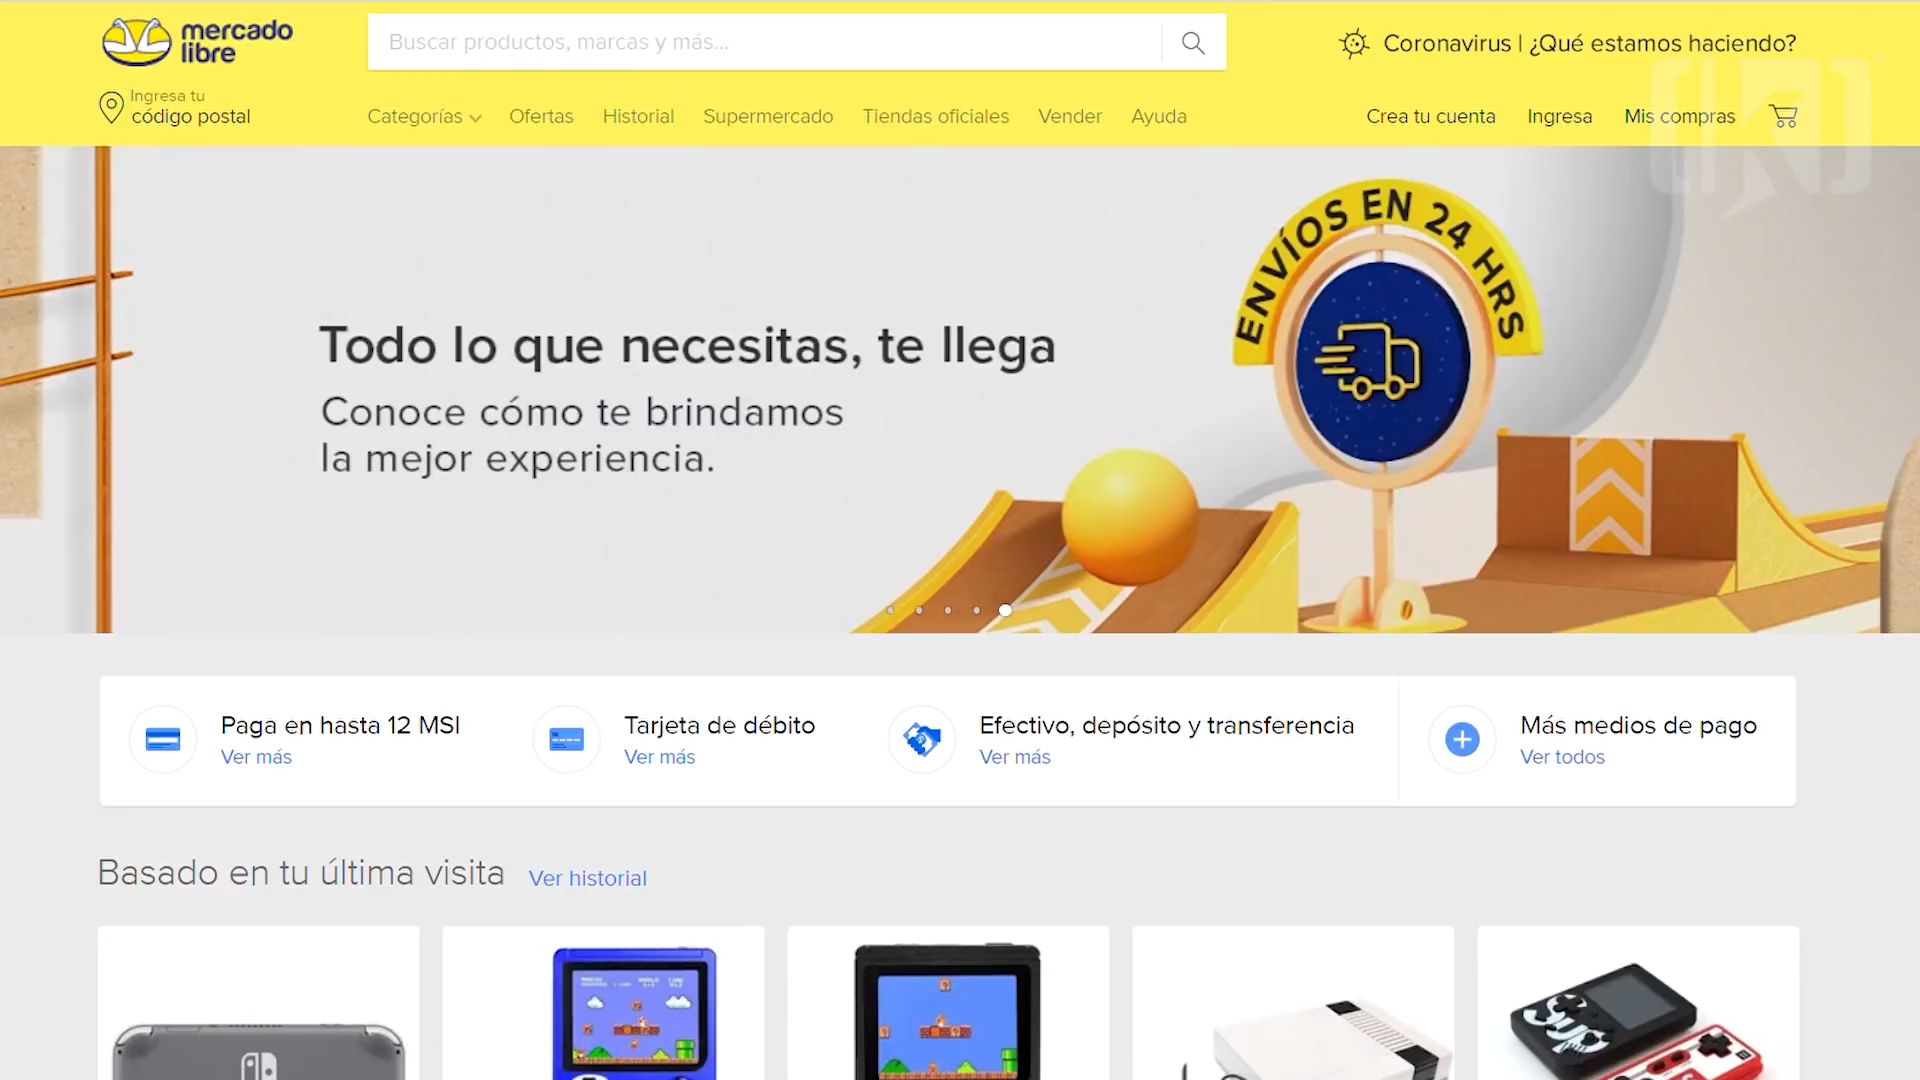 mercado
libre
Buscar productos, marcas y más...
Coronavirus | ¿Qué estamos haciendo?
Ingresa tu
código postal
Categorías
Ofertas
Historial
Supermercado
Tiendas oficiales
Vender
Ayuda
Crea tu cuenta
Ingresa
Mis compras
ENVÍOS EN 24 HRS
Todo lo que necesitas, te llega
Conoce cómo te brindamos
la mejor experiencia.
Paga en hasta 12 MSI
Ver más
Tarjeta de débito
Ver más
Efectivo, depósito y transferencia
Ver más
Más medios de pago
Ver todos
Basado en tu última visita
Ver historial
SUP